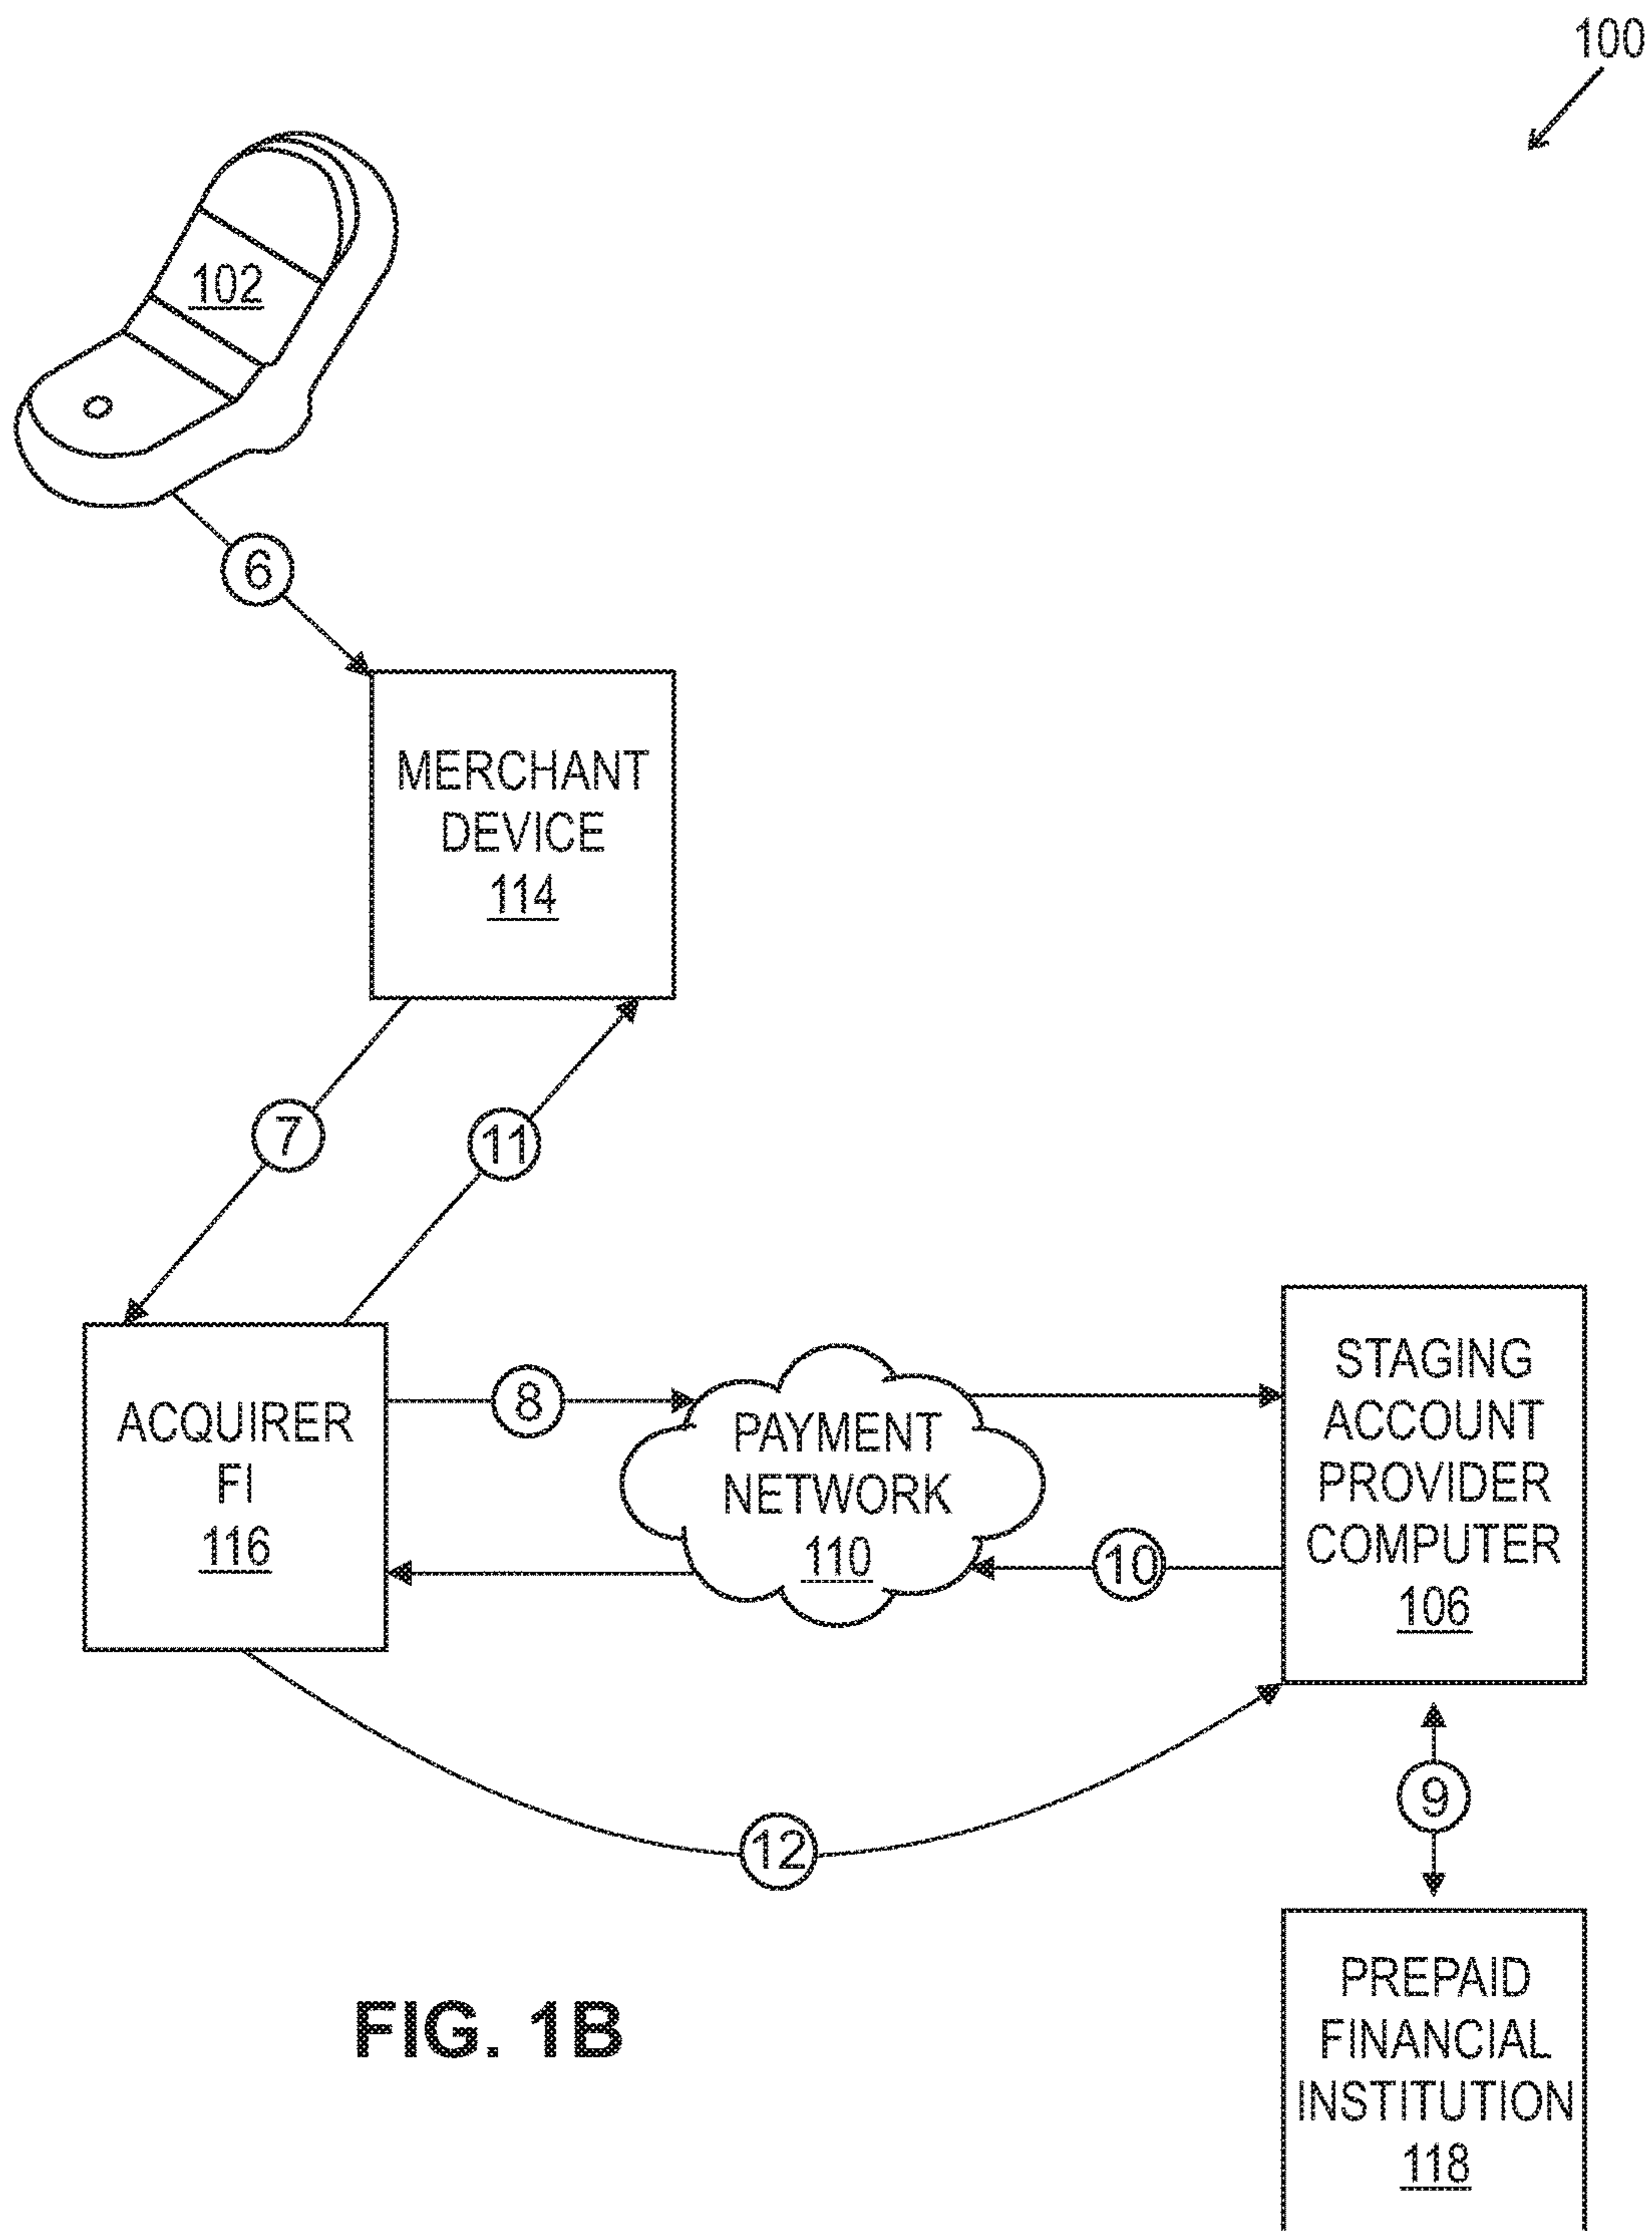 100
102
6
MERCHANT
DEVICE
114
7
11
ACQUIRER
FI
116
8
PAYMENT
NETWORK
110
10
STAGING
ACCOUNT
PROVIDER
COMPUTER
106
12
9
PREPAID
FINANCIAL
INSTITUTION
118
FIG. 1B